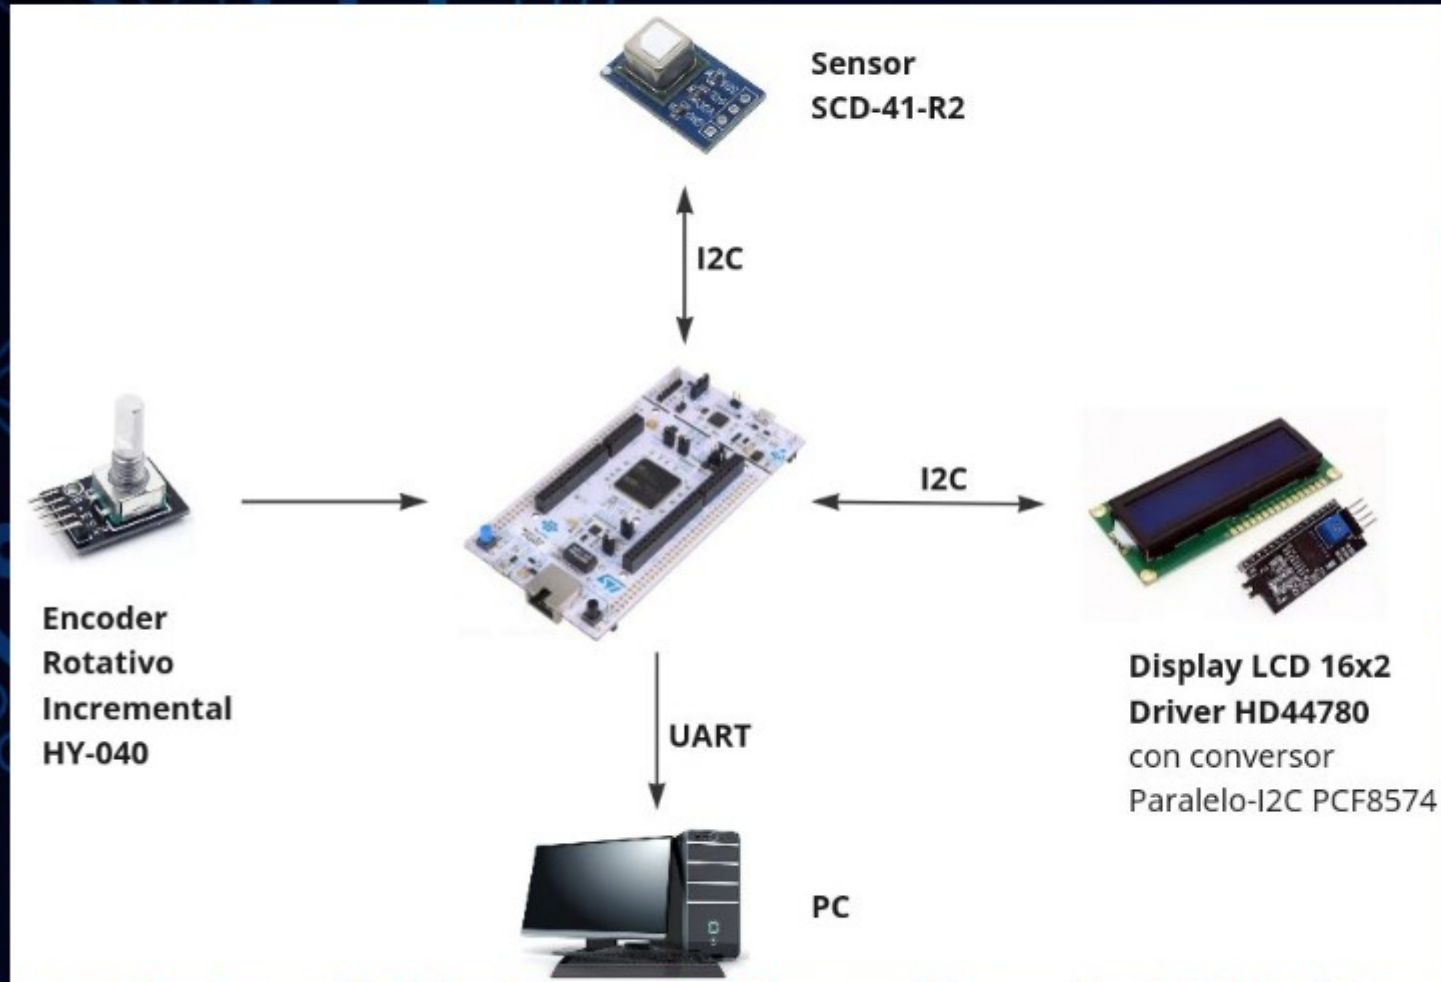 Sensor
SCD-41-R2
I2C
I2C
Encoder
Rotativo
Incremental
HY-040
Display LCD 16x2
Driver HD44780
con conversor
Paralelo-I2C PCF8574
UART
PC